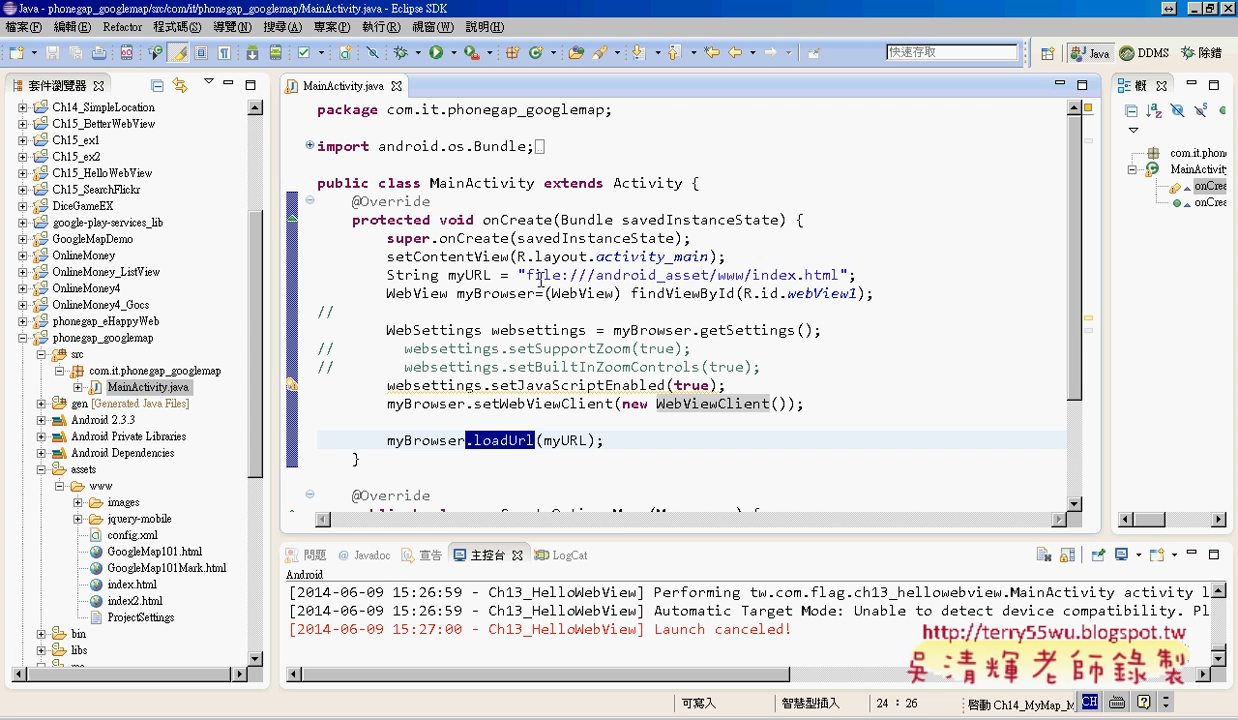 Java - phonegap_googlemap/src/com/it/phonegap_googlemap/MainActivity.java - Eclipse SDK
檔案(F) 編輯(E) Refactor 程式碼(S) 導覽(N) 搜尋(A) 專案(P) 執行(R) 視窗(W) 說明(H)
快速存取
Java DDMS 除錯
套件瀏覽器
MainActivity.java
概
Ch14_SimpleLocation
Ch15_BetterWebView
Ch15_ex1
Ch15_ex2
Ch15_HelloWebView
Ch15_SearchFlickr
DiceGameEX
google-play-services_lib
GoogleMapDemo
OnlineMoney
OnlineMoney_ListView
OnlineMoney4
OnlineMoney4_Gocs
phonegap_eHappyWeb
phonegap_googlemap
src
com.it.phonegap_googlemap
MainActivity.java
gen [Generated Java Files]
Android 2.3.3
Android Private Libraries
Android Dependencies
assets
www
images
jquery-mobile
config.xml
GoogleMap101.html
GoogleMap101Mark.html
index.html
index2.html
ProjectSettings
bin
libs
package com.it.phonegap_googlemap;
import android.os.Bundle;
public class MainActivity extends Activity {
@Override
protected void onCreate(Bundle savedInstanceState) {
super.onCreate(savedInstanceState);
setContentView(R.layout.activity_main);
String myURL = "file:///android_asset/www/index.html";
WebView myBrowser=(WebView) findViewById(R.id.webView1);
//
WebSettings websettings = myBrowser.getSettings();
// websettings.setSupportZoom(true);
// websettings.setBuiltInZoomControls(true);
websettings.setJavaScriptEnabled(true);
myBrowser.setWebViewClient(new WebViewClient());
myBrowser.loadUrl(myURL);
}
@Override
com.it.phon
MainActivity
onCrea
onCrea
問題 Javadoc 宣告 主控台 LogCat
Android
[2014-06-09 15:26:59 - Ch13_HelloWebView] Performing tw.com.flag.ch13_hellowebview.MainActivity activity l
[2014-06-09 15:26:59 - Ch13_HelloWebView] Automatic Target Mode: Unable to detect device compatibility. Pl
[2014-06-09 15:27:00 - Ch13_HelloWebView] Launch canceled!
http://terry55wu.blogspot.tw
吳清輝老師錄製
可寫入 智慧型插入 24 : 26 啟動 Ch14_MyMap_M
CH